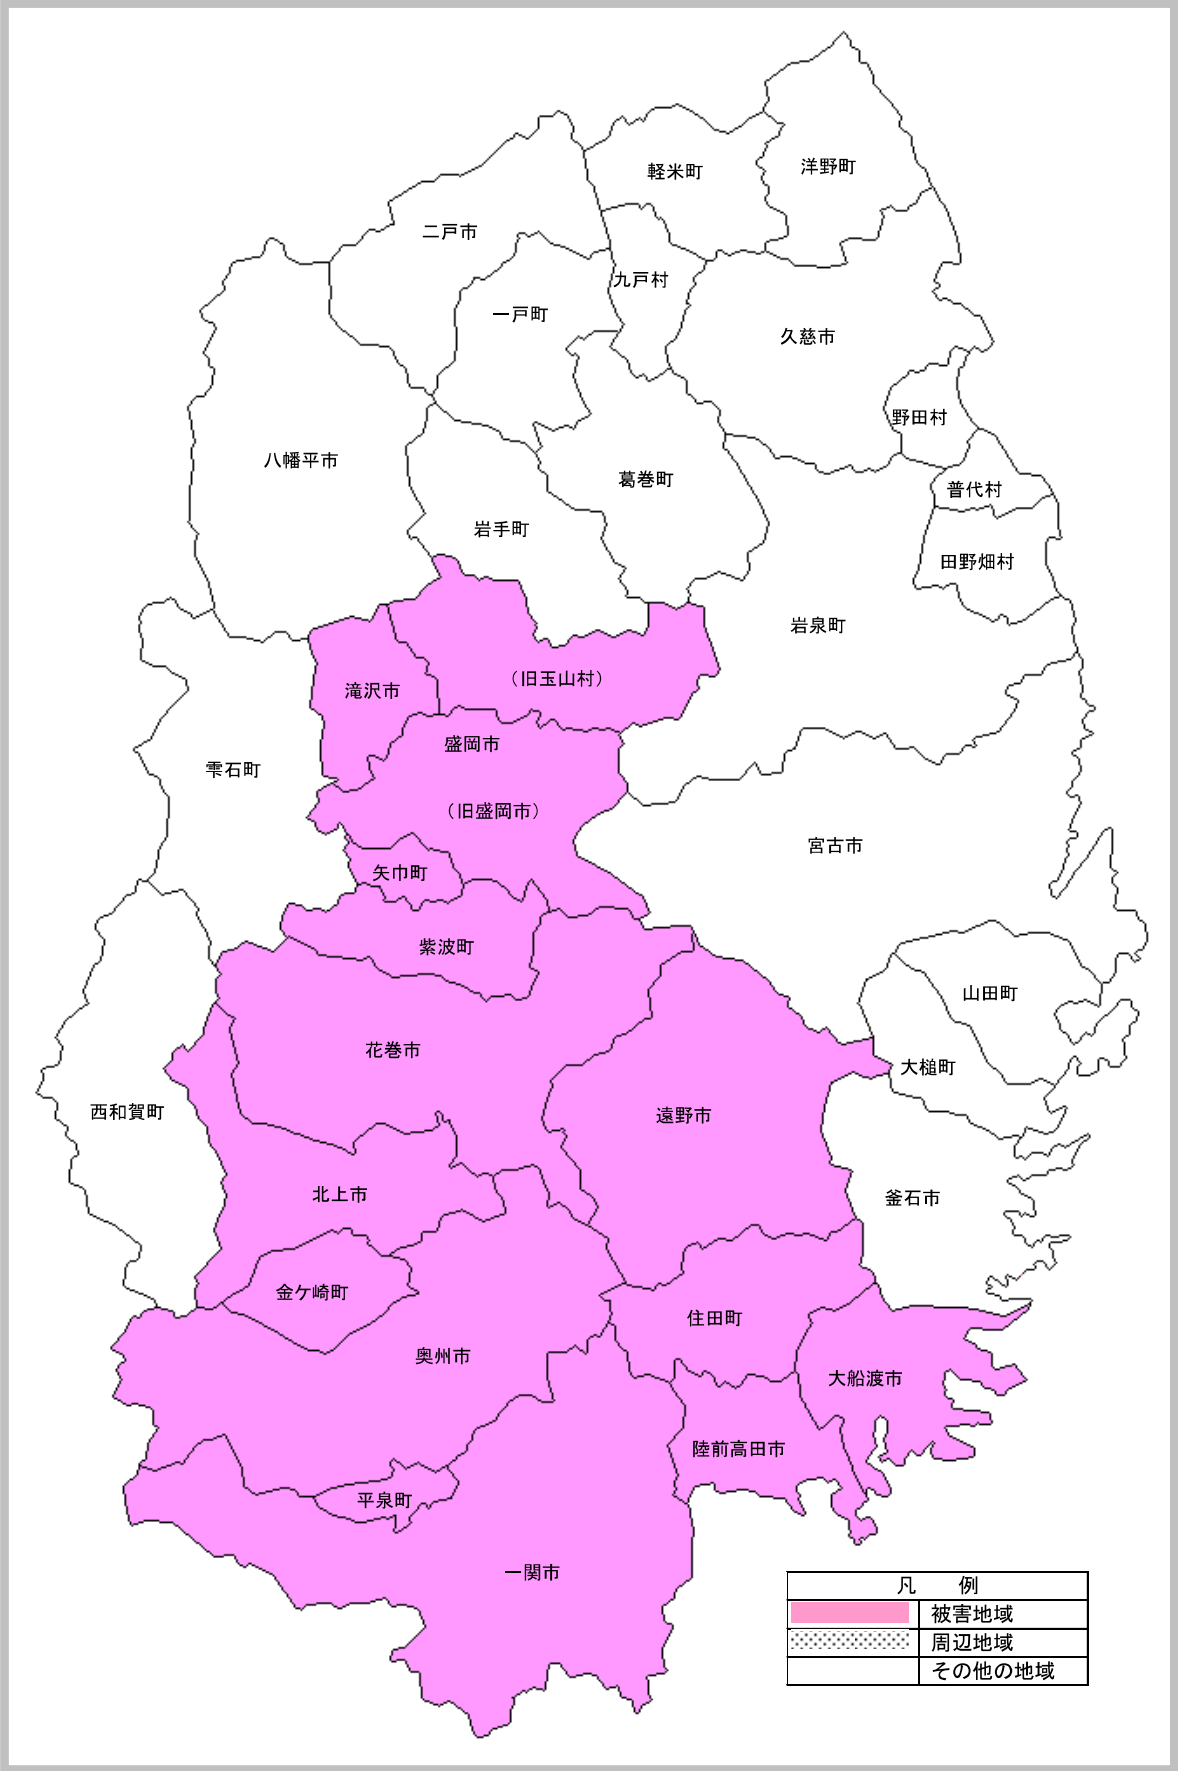 洋野町
軽米町
二戸市
九戸村
一戸町
久慈市
野田村
八幡平市
葛巻町
普代村
岩手町
田野畑村
岩泉町
（旧玉山村）
滝沢市
盛岡市
雫石町
（旧盛岡市）
宮古市
矢巾町
紫波町
山田町
花巻市
大槌町
西和賀町
遠野市
北上市
釜石市
金ケ崎町
住田町
奥州市
大船渡市
陸前高田市
平泉町
一関市
凡　例
被害地域
周辺地域
その他の地域